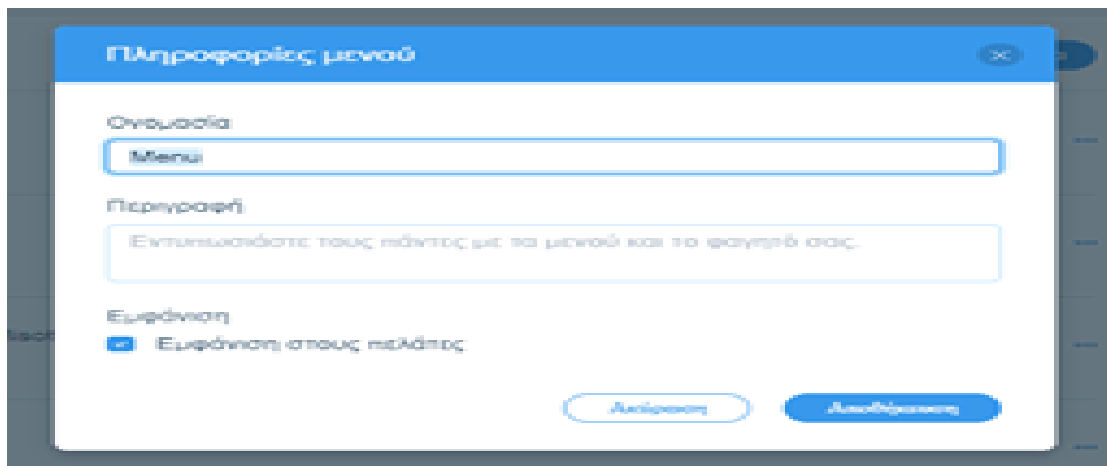 Πληροφορίες μενού
Ονομασία
Menu
Περιγραφή
Εντυπωσιάστε τους πάντες με τα μενού και το φαγητό σας.
Εμφάνιση
Εμφάνιση στους πελάτες
Ακύρωση Αποθήκευση